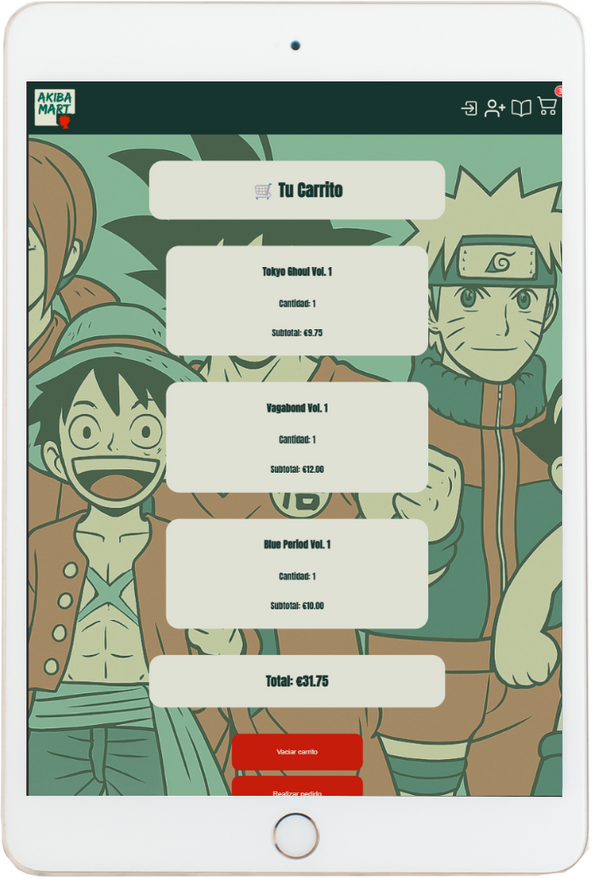 AKIBA
MART
🛒 Tu Carrito
Tokyo Ghoul Vol. 1
Cantidad: 1
Subtotal: €9.75
Vagabond Vol. 1
Cantidad: 1
Subtotal: €12.00
Blue Period Vol. 1
Cantidad: 1
Subtotal: €10.00
Total: €31.75
Vaciar carrito
Realizar pedido